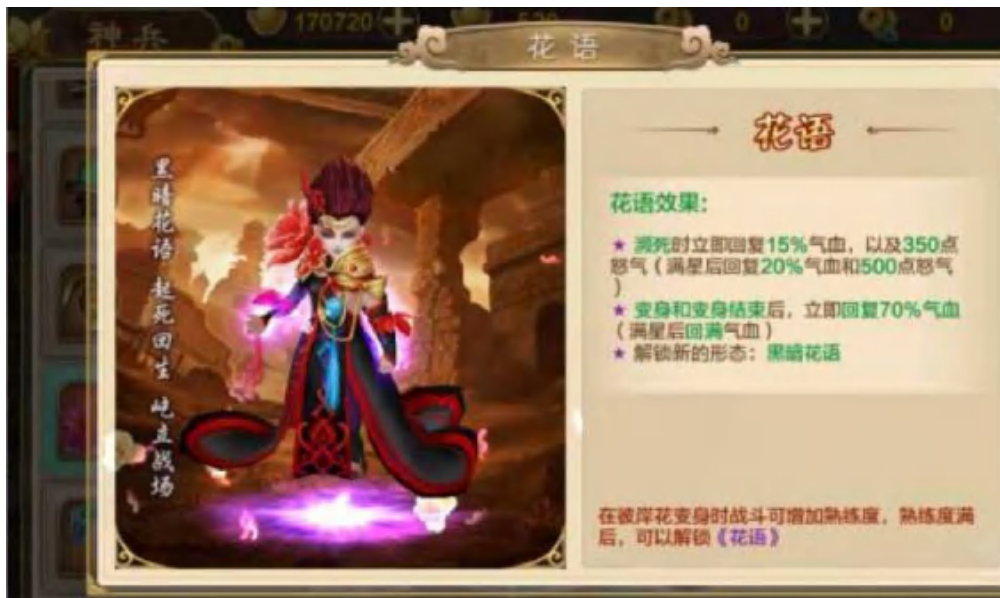 神兵
170720
520
0
0
花语
黑暗花语 起死回生 屹立战场
花语
花语效果：
★ 濒死时立即回复15%气血，以及350点
怒气（满星后回复20%气血和500点怒气
）
★ 变身和变身结束后，立即回复70%气血
（满星后回满气血）
★ 解锁新的形态：黑暗花语
在彼岸花变身时战斗可增加熟练度，熟练度满
后，可以解锁《花语》